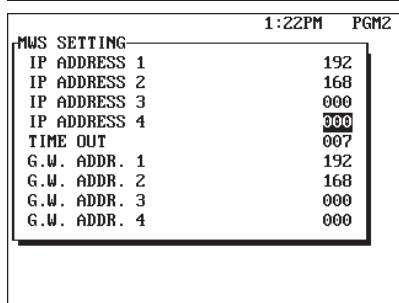 1:22PM PGM2
MWS SETTING
IP ADDRESS 1 192
IP ADDRESS 2 168
IP ADDRESS 3 000
IP ADDRESS 4 000
TIME OUT 007
G.W. ADDR. 1 192
G.W. ADDR. 2 168
G.W. ADDR. 3 000
G.W. ADDR. 4 000